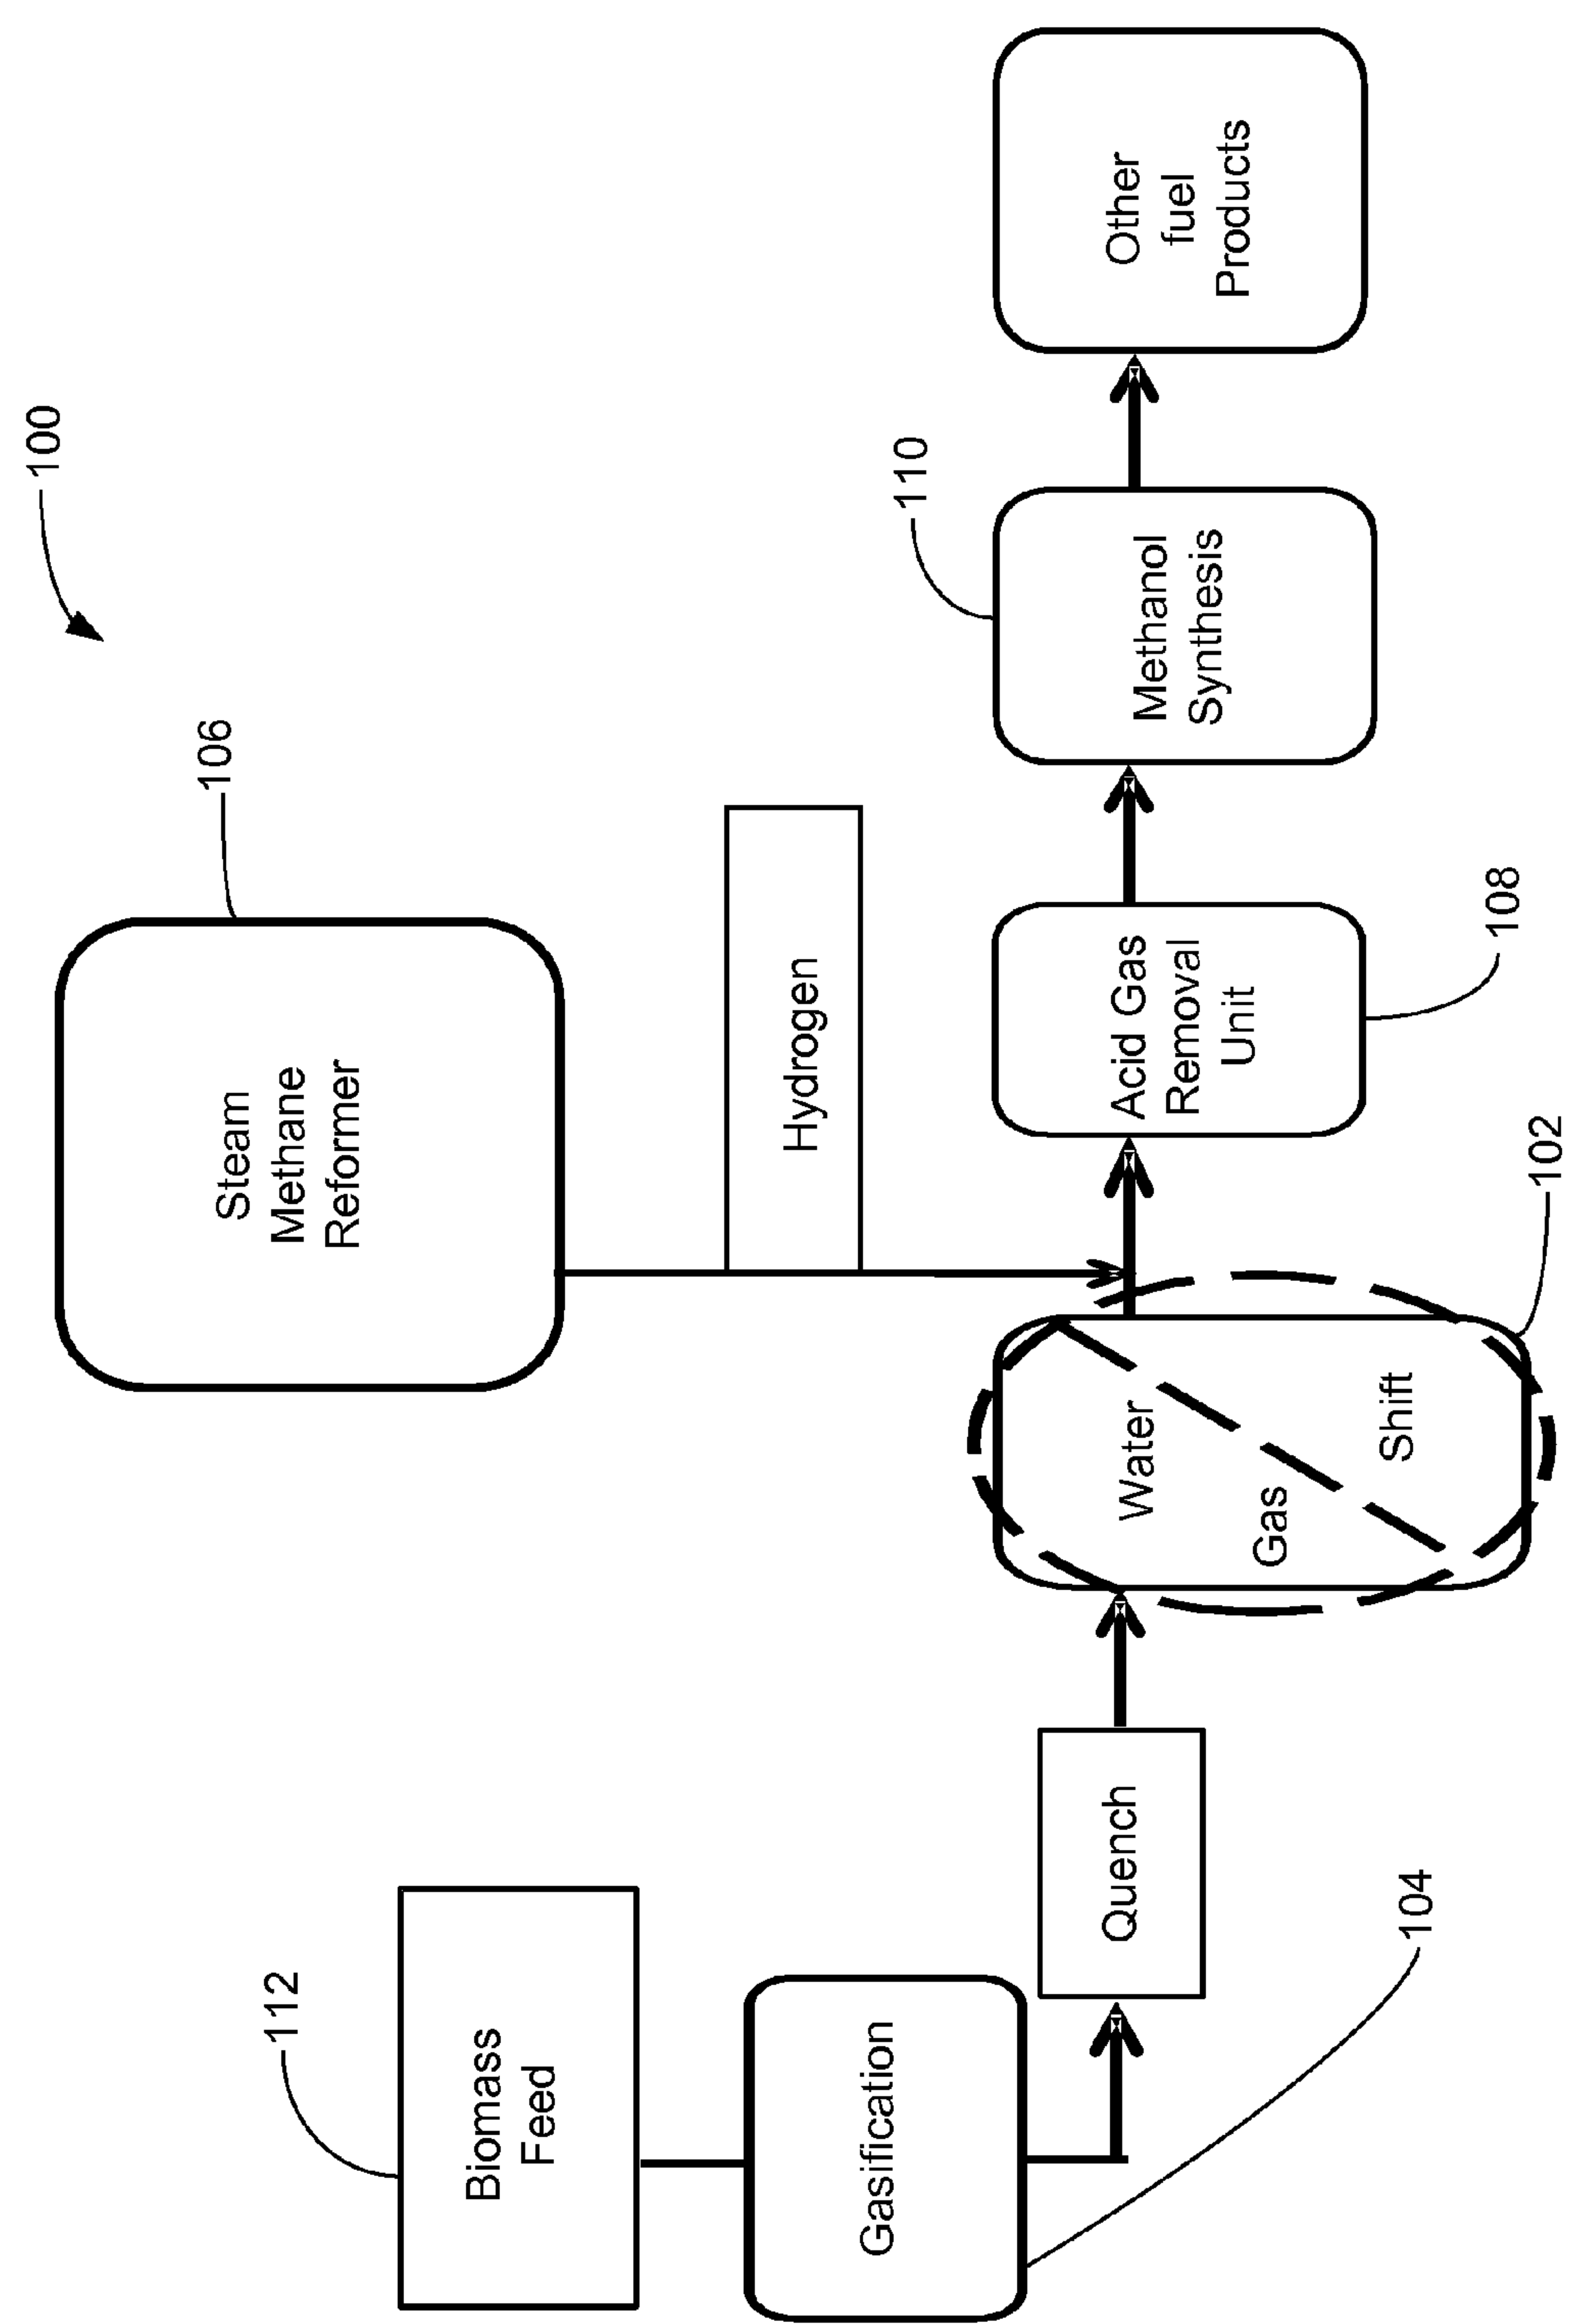 100
106
Steam
Methane
Reformer
112
Biomass
Feed
Hydrogen
Gasification
110
Quench
Water
Gas
Shift
Acid Gas
Removal
Unit
Methanol
Synthesis
Other
fuel
Products
104
102
108